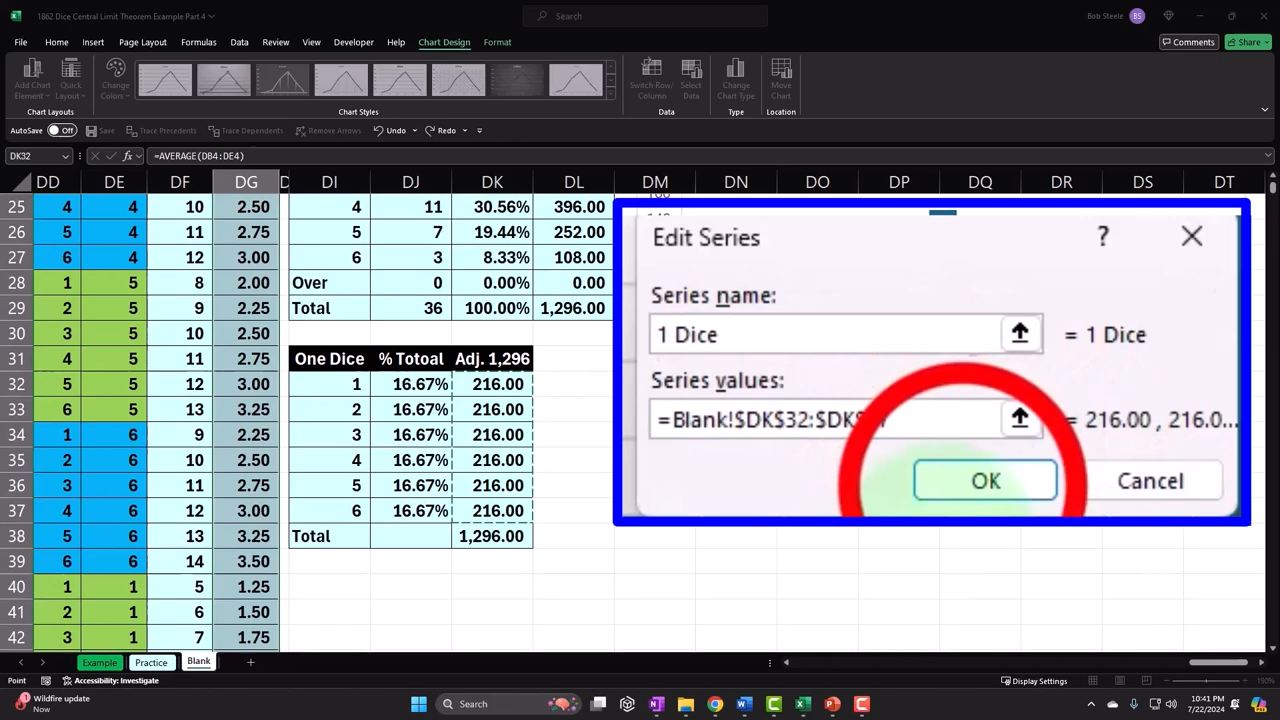 1862 Dice Central Limit Theorem Example Part 4
Search
Bob Steele BS
File Home Insert Page Layout Formulas Data Review View Developer Help Chart Design Format
Comments Share
Add Chart Element Quick Layout Change Colors Switch Row/ Column Select Data Change Chart Type Move Chart
Chart Layouts Chart Styles Data Type Location
AutoSave Off Save Trace Precedents Trace Dependents Remove Arrows Undo Redo
DK32 fx =AVERAGE(DB4:DE4)
DD DE DF DG D DI DJ DK DL DM DN DO DP DQ DR DS DT
25 4 4 10 2.50 4 11 30.56% 396.00
26 5 4 11 2.75 5 7 19.44% 252.00
27 6 4 12 3.00 6 3 8.33% 108.00
28 1 5 8 2.00 Over 0 0.00% 0.00
29 2 5 9 2.25 Total 36 100.00% 1,296.00
30 3 5 10 2.50
31 4 5 11 2.75 One Dice % Totoal Adj. 1,296
32 5 5 12 3.00 1 16.67% 216.00
33 6 5 13 3.25 2 16.67% 216.00
34 1 6 9 2.25 3 16.67% 216.00
35 2 6 10 2.50 4 16.67% 216.00
36 3 6 11 2.75 5 16.67% 216.00
37 4 6 12 3.00 6 16.67% 216.00
38 5 6 13 3.25 Total 1,296.00
39 6 6 14 3.50
40 1 1 5 1.25
41 2 1 6 1.50
42 3 1 7 1.75
Edit Series ?
Series name:
1 Dice = 1 Dice
Series values:
=Blank!$DK$32:$DK$ = 216.00 , 216.0...
OK Cancel
Example Practice Blank
Point Accessibility: Investigate Display Settings 190%
1 Wildfire update
Now
Search
10:41 PM
7/22/2024